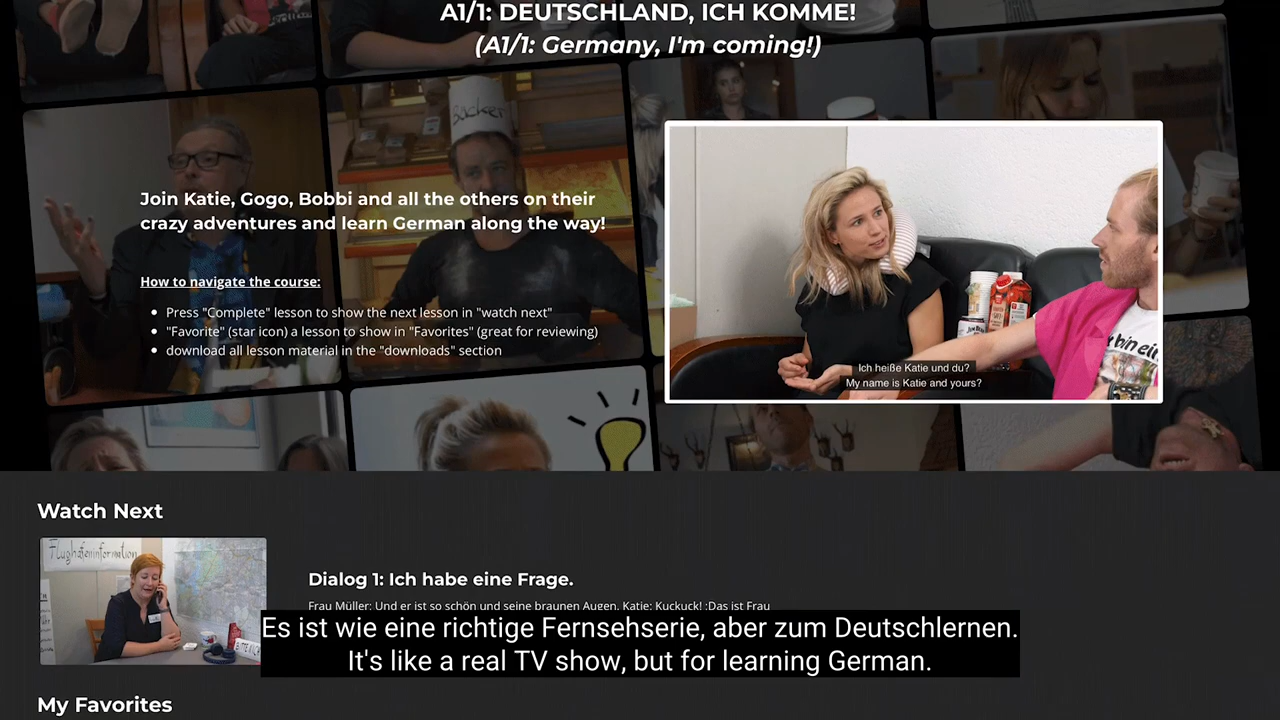 A1/1: DEUTSCHLAND, ICH KOMME!
(A1/1: Germany, I'm coming!)
Bäcker
Join Katie, Gogo, Bobbi and all the others on their
crazy adventures and learn German along the way!
How to navigate the course:
• Press "Complete" lesson to show the next lesson in "watch next"
• "Favorite" (star icon) a lesson to show in "Favorites" (great for reviewing)
• download all lesson material in the "downloads" section
Ich heiße Katie und du?
My name is Katie and yours?
Watch Next
Flughafeninformation
Dialog 1: Ich habe eine Frage.
Frau Müller: Und er ist so schön und seine braunen Augen. Katie: Kuckuck! :Das ist Frau
Es ist wie eine richtige Fernsehserie, aber zum Deutschlernen.
It's like a real TV show, but for learning German.
My Favorites